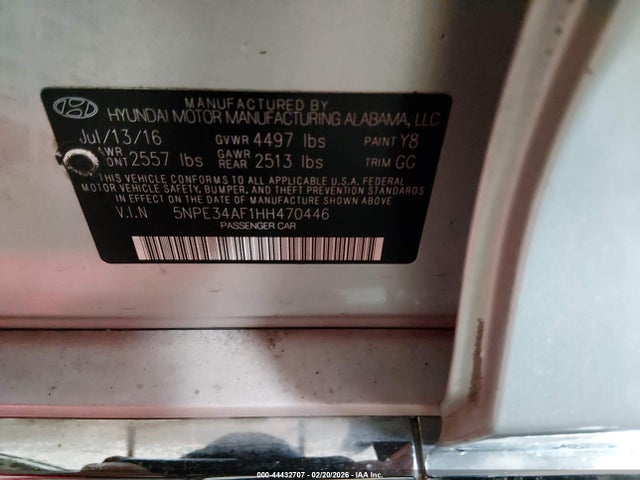 MANUFACTURED BY
HYUNDAI MOTOR MANUFACTURING ALABAMA, LLC
Jul/13/16 GVWR 4497 lbs PAINT Y8
WR ONT 2557 lbs GAWR REAR 2513 lbs TRIM GG
THIS VEHICLE CONFORMS TO ALL APPLICABLE U.S.A. FEDERAL
MOTOR VEHICLE SAFETY, BUMPER, AND THEFT PREVENTION STANDARDS
IN EFFECT ON THE DATE OF MANUFACTURE SHOWN ABOVE.
V.I.N 5NPE34AF1HH470446
PASSENGER CAR
000-44432707 - 02/20/2026 - IAA Inc.